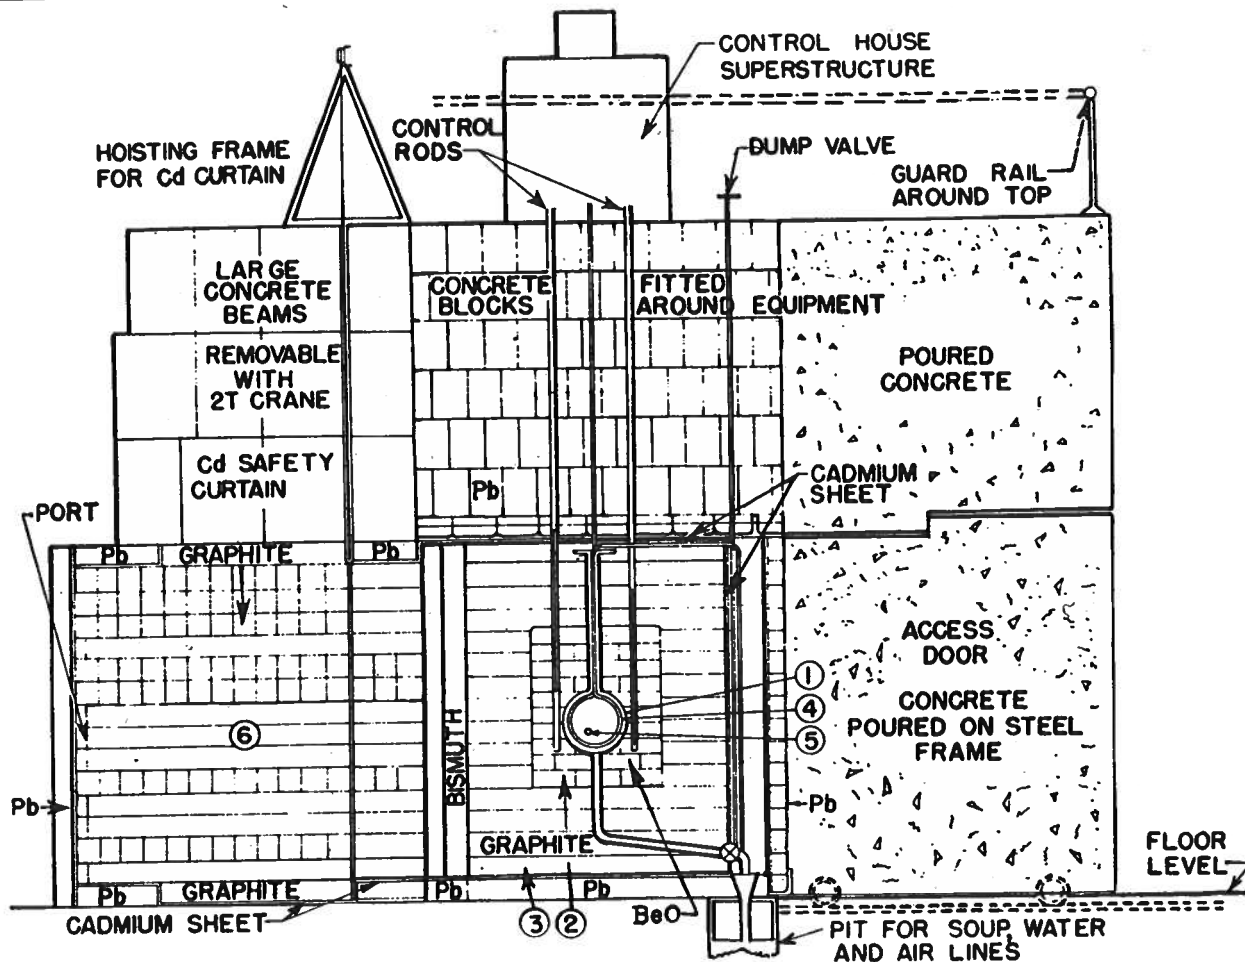 CONTROL HOUSE
SUPERSTRUCTURE
CONTROL
RODS
DUMP VALVE
HOISTING FRAME
FOR Cd CURTAIN
GUARD RAIL
AROUND TOP
LARGE
CONCRETE
BEAMS
CONCRETE
BLOCKS
FITTED
AROUND EQUIPMENT
REMOVABLE
WITH
2T CRANE
POURED
CONCRETE
Cd SAFETY
CURTAIN
Pb
CADMIUM
SHEET
PORT
Pb
GRAPHITE
Pb
ACCESS
DOOR
1
4
5
CONCRETE
POURED ON STEEL
FRAME
6
BISMUTH
Pb
Pb
GRAPHITE
FLOOR
LEVEL
Pb
GRAPHITE
Pb
Pb
CADMIUM SHEET
3
2
BeO
PIT FOR SOUP, WATER
AND AIR LINES